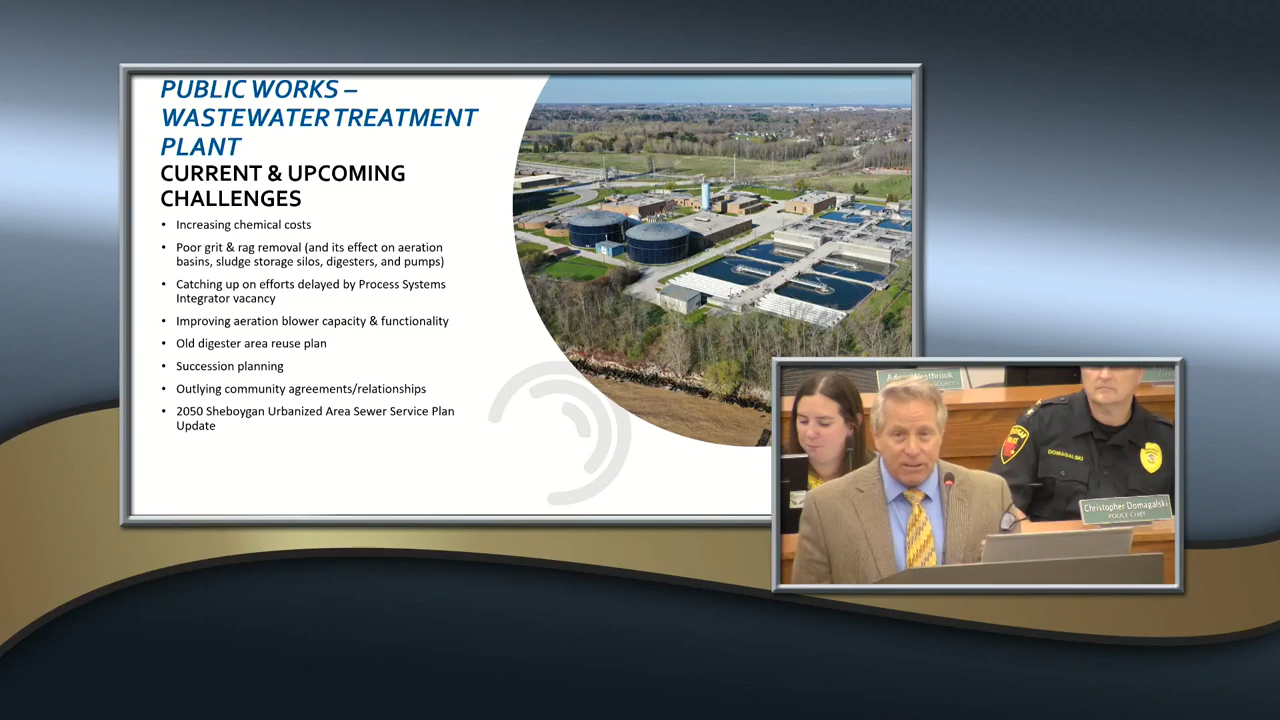 PUBLIC WORKS –
WASTEWATER TREATMENT
PLANT
CURRENT & UPCOMING
CHALLENGES
• Increasing chemical costs
• Poor grit & rag removal (and its effect on aeration
basins, sludge storage silos, digesters, and pumps)
• Catching up on efforts delayed by Process Systems
Integrator vacancy
• Improving aeration blower capacity & functionality
• Old digester area reuse plan
• Succession planning
• Outlying community agreements/relationships
• 2050 Sheboygan Urbanized Area Sewer Service Plan
Update
DOMAGALSKI
Christopher Domagalski
POLICE CHIEF